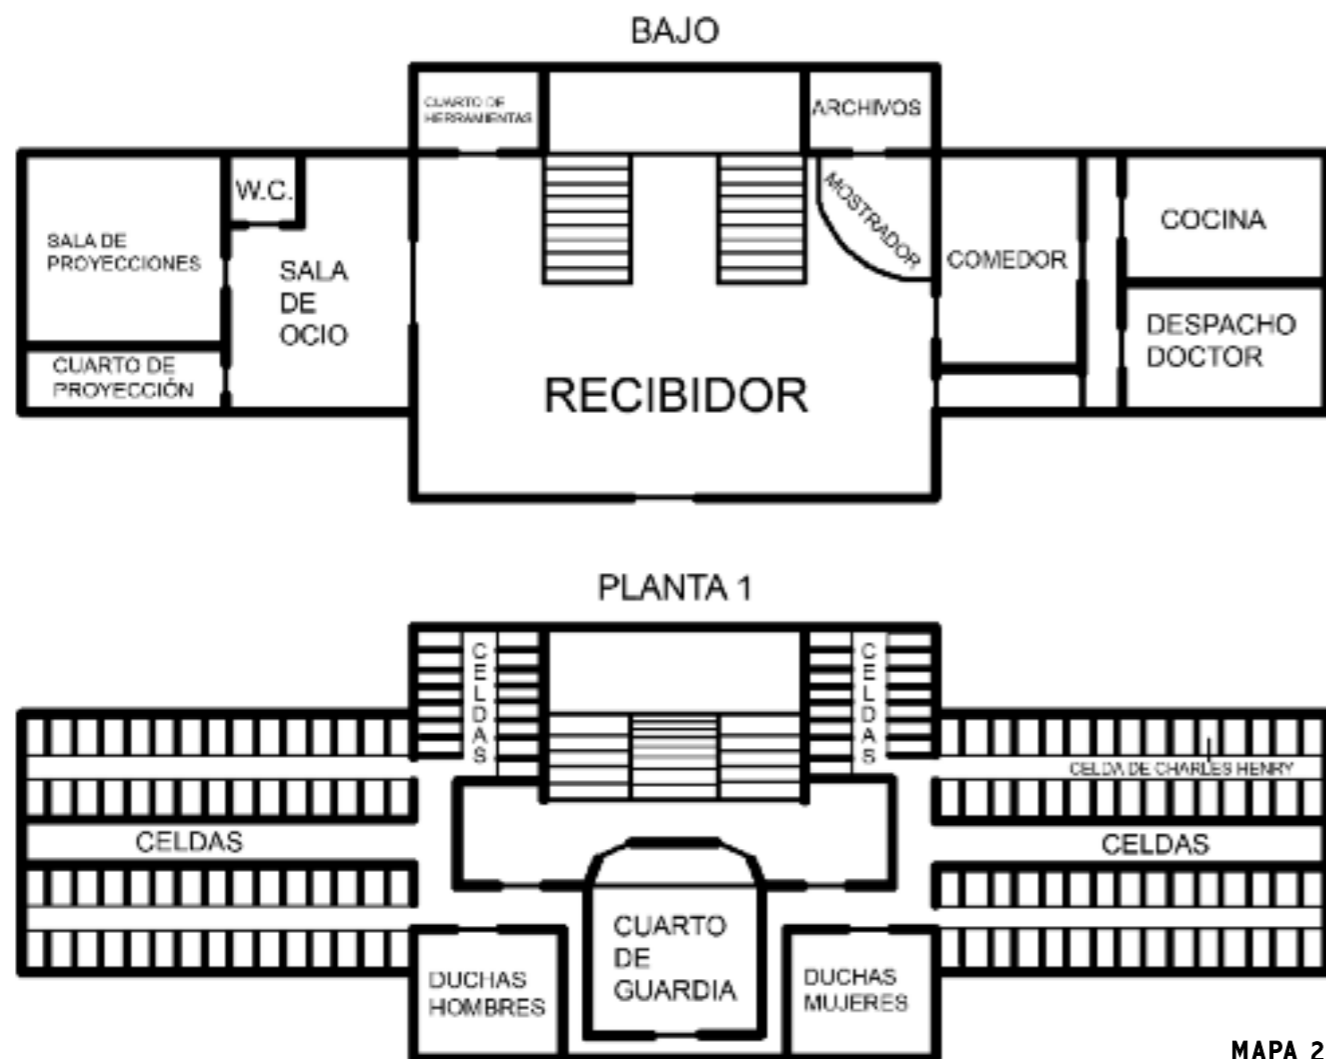 BAJO
CUARTO DE
HERRAMIENTAS
ARCHIVOS
W.C.
MOSTRADOR
SALA DE
PROYECCIONES
SALA
DE
OCIO
COMEDOR
COCINA
CUARTO DE
PROYECCIÓN
RECIBIDOR
DESPACHO
DOCTOR
PLANTA 1
CELDAS
CELDAS
CELDA DE CHARLES HENRY
CELDAS
CELDAS
CUARTO
DE
GUARDIA
DUCHAS
HOMBRES
DUCHAS
MUJERES
MAPA 2